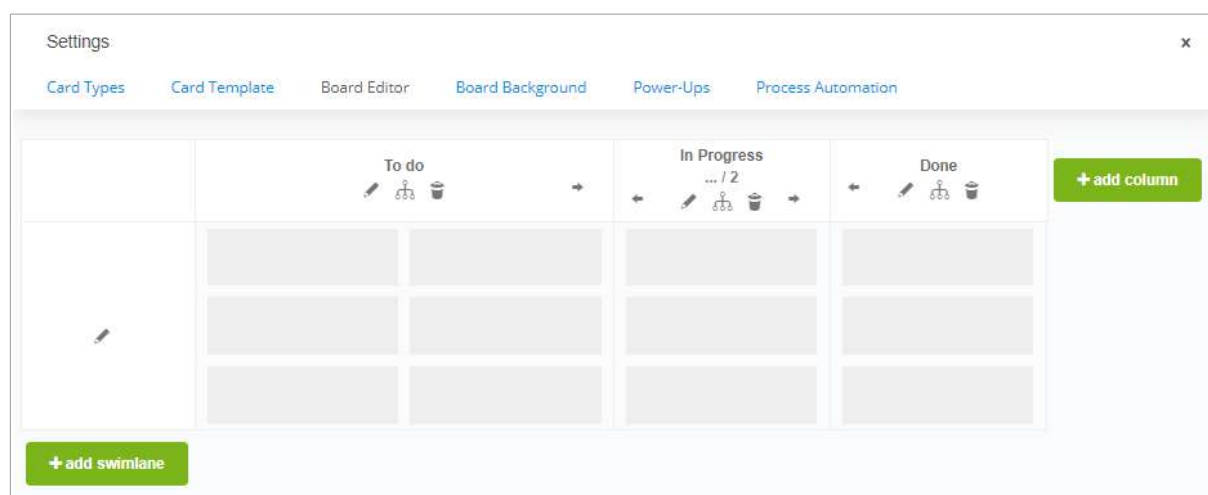 Settings
x
Card Types Card Template Board Editor Board Background Power-Ups Process Automation
To do
In Progress
... / 2
Done
+ add column
+ add swimlane